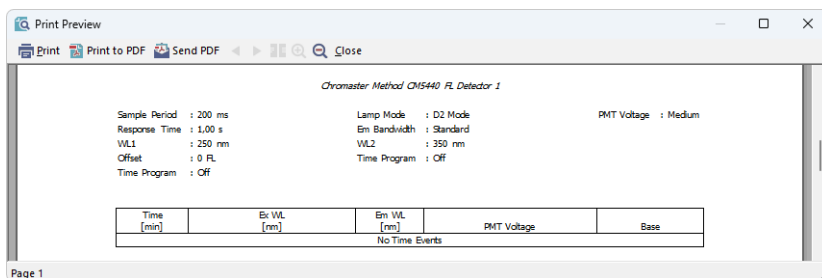 Print Preview
Print Print to PDF Send PDF Close
Chromaster Method CM5440 FL Detector 1
Sample Period : 200 ms Lamp Mode : D2 Mode PMT Voltage : Medium
Response Time : 1,00 s Em Bandwidth : Standard
WL1 : 250 nm WL2 : 350 nm
Offset : 0 FL Time Program : Off
Time Program : Off
Time Ex WL Em WL
[min] [nm] [nm] PMT Voltage Base
No Time Events
Page 1